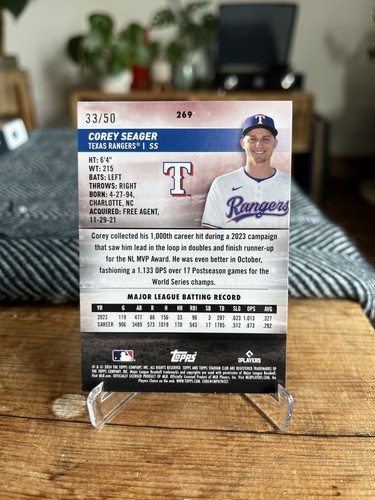 33/50
269
COREY SEAGER
TEXAS RANGERS® | SS
HT: 6'4"
WT: 215
BATS: LEFT
THROWS: RIGHT
BORN: 4-27-94,
CHARLOTTE, NC
ACQUIRED: FREE AGENT,
11-29-21
T
T
Rangers
Corey collected his 1,000th career hit during a 2023 campaign
that saw him lead in the loop in doubles and finish runner-up
for the NL MVP Award. He was even better in October,
fashioning a 1.133 OPS over 17 Postseason games for the
World Series champs.
MAJOR LEAGUE BATTING RECORD
YR G AB R H HR RBI SB 2 TB SLG OPS AVG
2023 119 477 88 156 33 96 2 297 .623 1.013 .327
CAREER 906 3489 573 1019 170 543 17 1785 .512 .873 .292
topps
PLAYERS